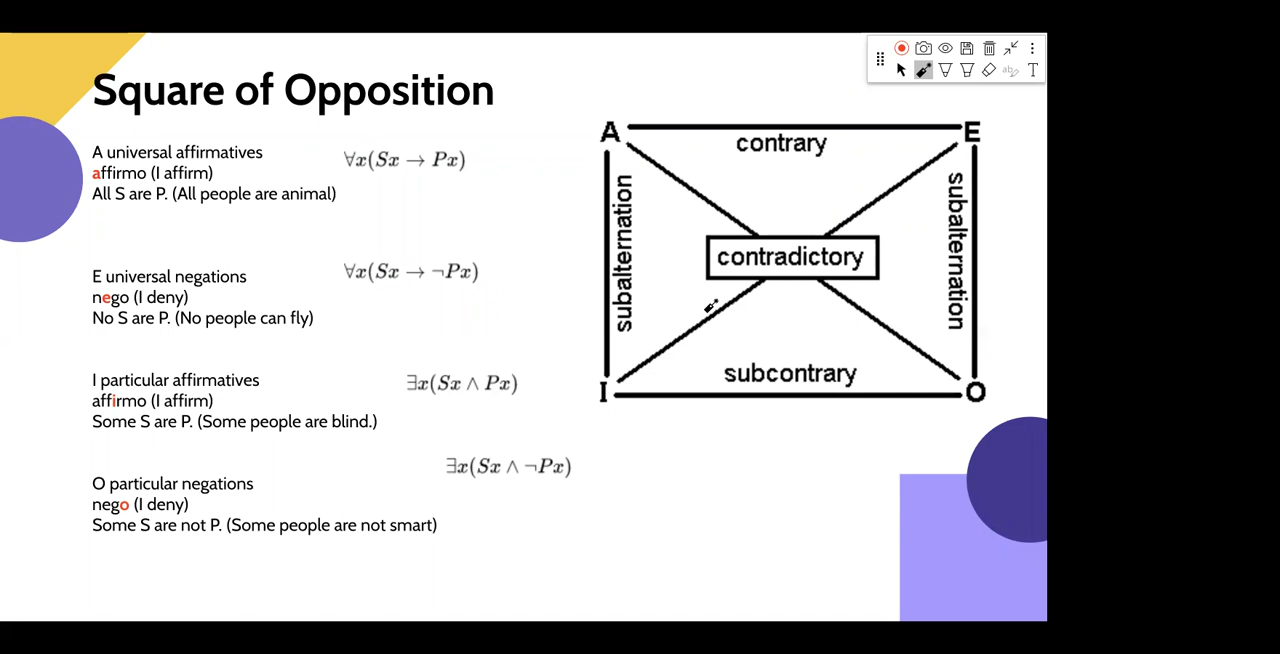 Square of Opposition
A universal affirmatives
affirmo (I affirm)
All S are P. (All people are animal)
∀x(Sx → Px)
E universal negations
nego (I deny)
No S are P. (No people can fly)
∀x(Sx → ¬Px)
I particular affirmatives
affirmo (I affirm)
Some S are P. (Some people are blind.)
∃x(Sx ∧ Px)
O particular negations
nego (I deny)
Some S are not P. (Some people are not smart)
∃x(Sx ∧ ¬Px)
A
contrary
E
subalternation
contradictory
subalternation
I
subcontrary
O
ab
T